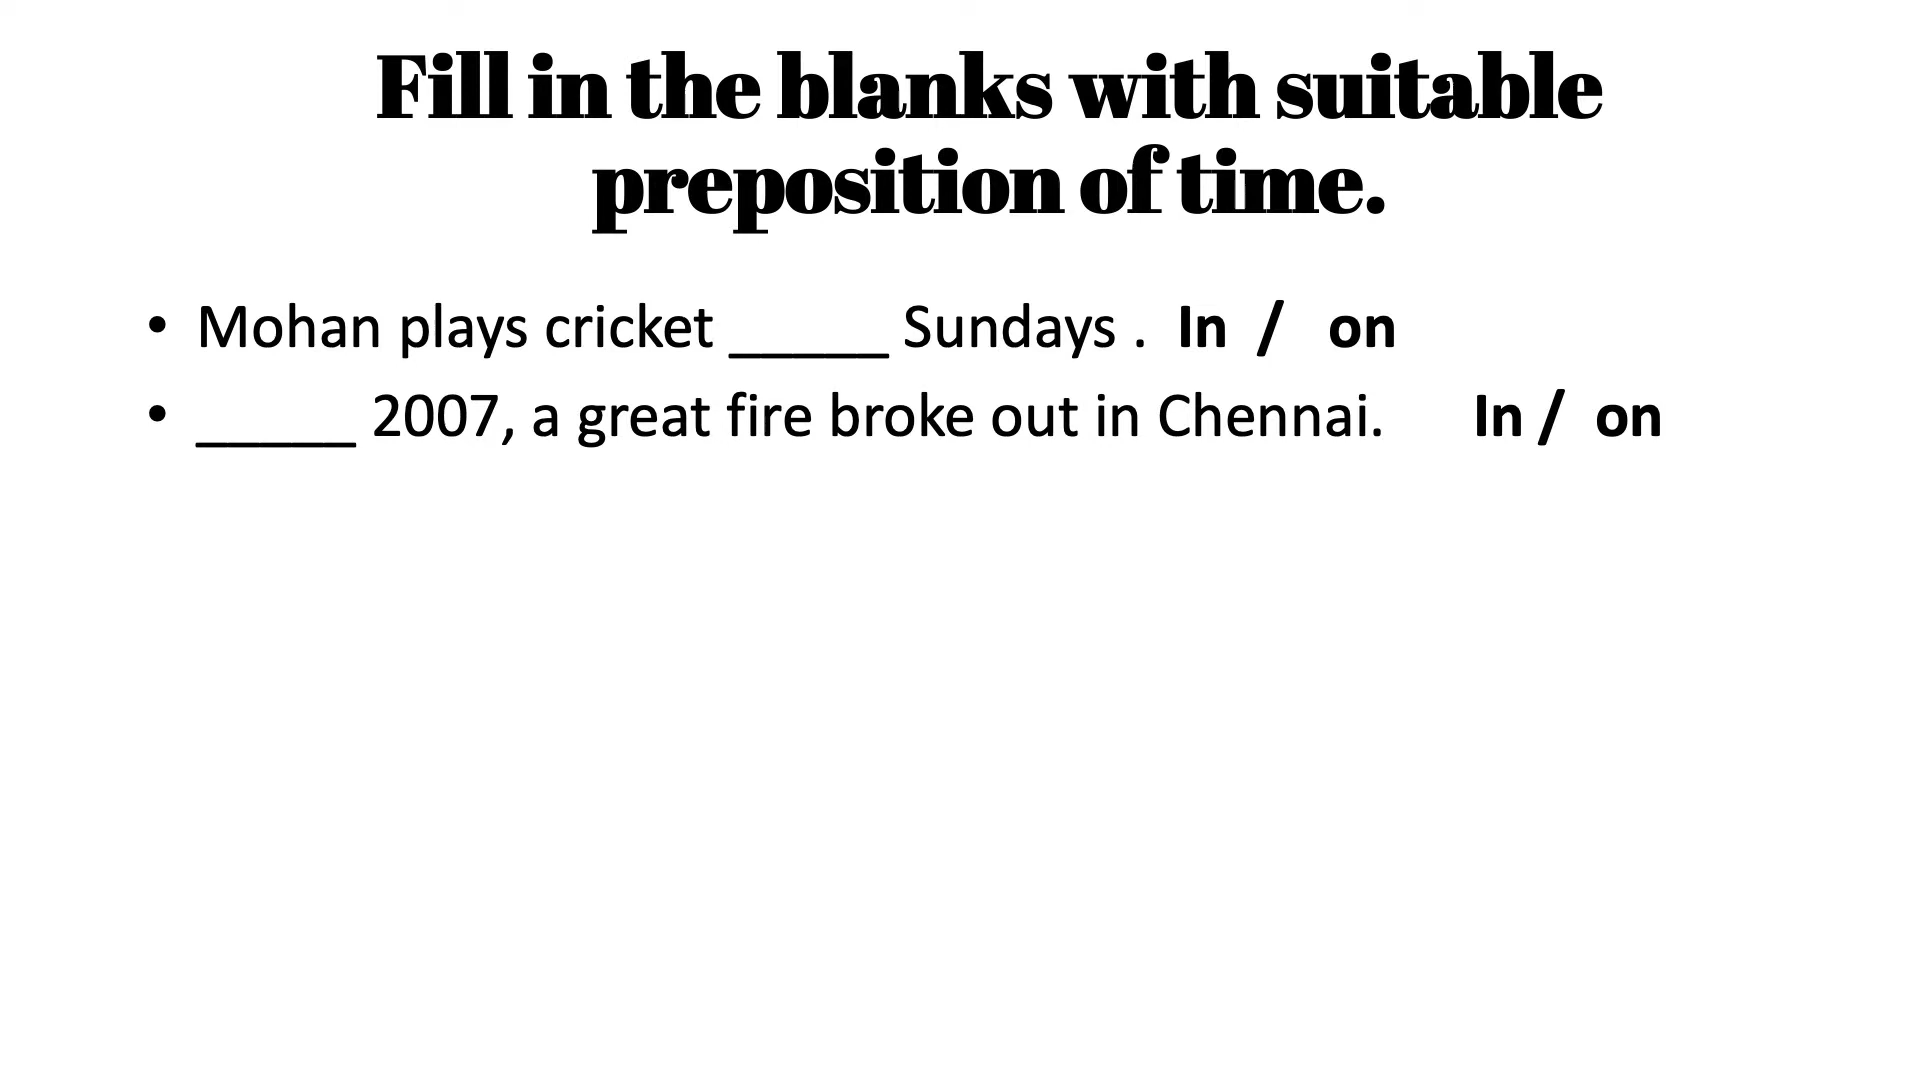 Fill in the blanks with suitable
preposition of time.
• Mohan plays cricket _____ Sundays . In / on
• _____ 2007, a great fire broke out in Chennai. In / on